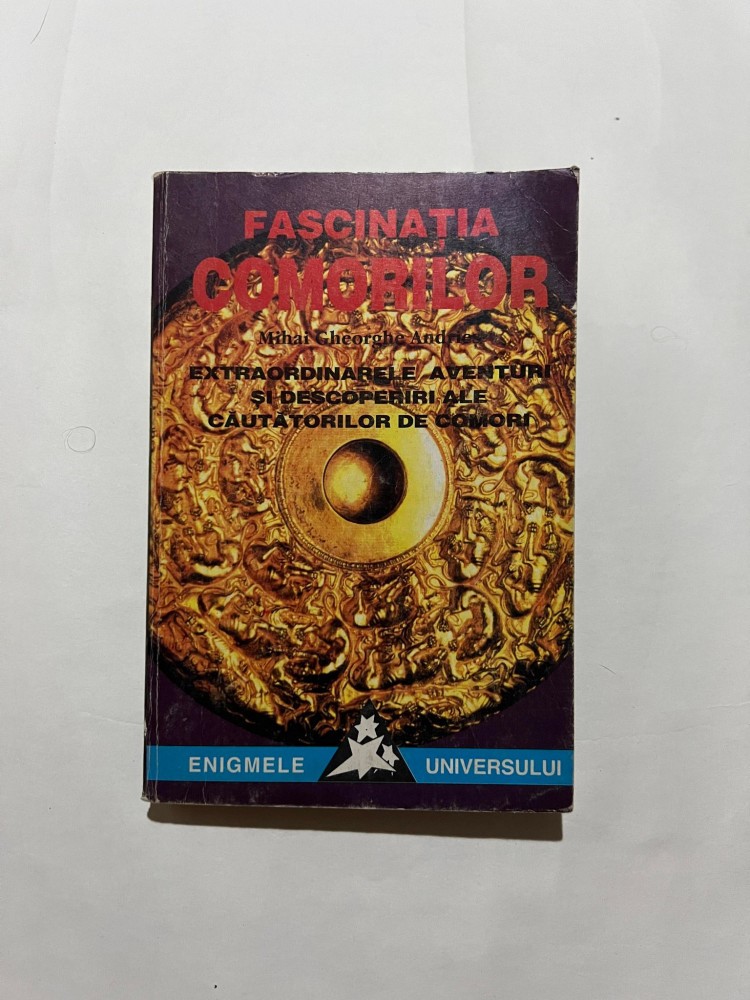 FASCINAȚIA
COMORILOR
Mihai Gheorghe Andrieș
EXTRAORDINARELE AVENTURI
ȘI DESCOPERIRI ALE
CĂUTĂTORILOR DE COMORI
ENIGMELE UNIVERSULUI